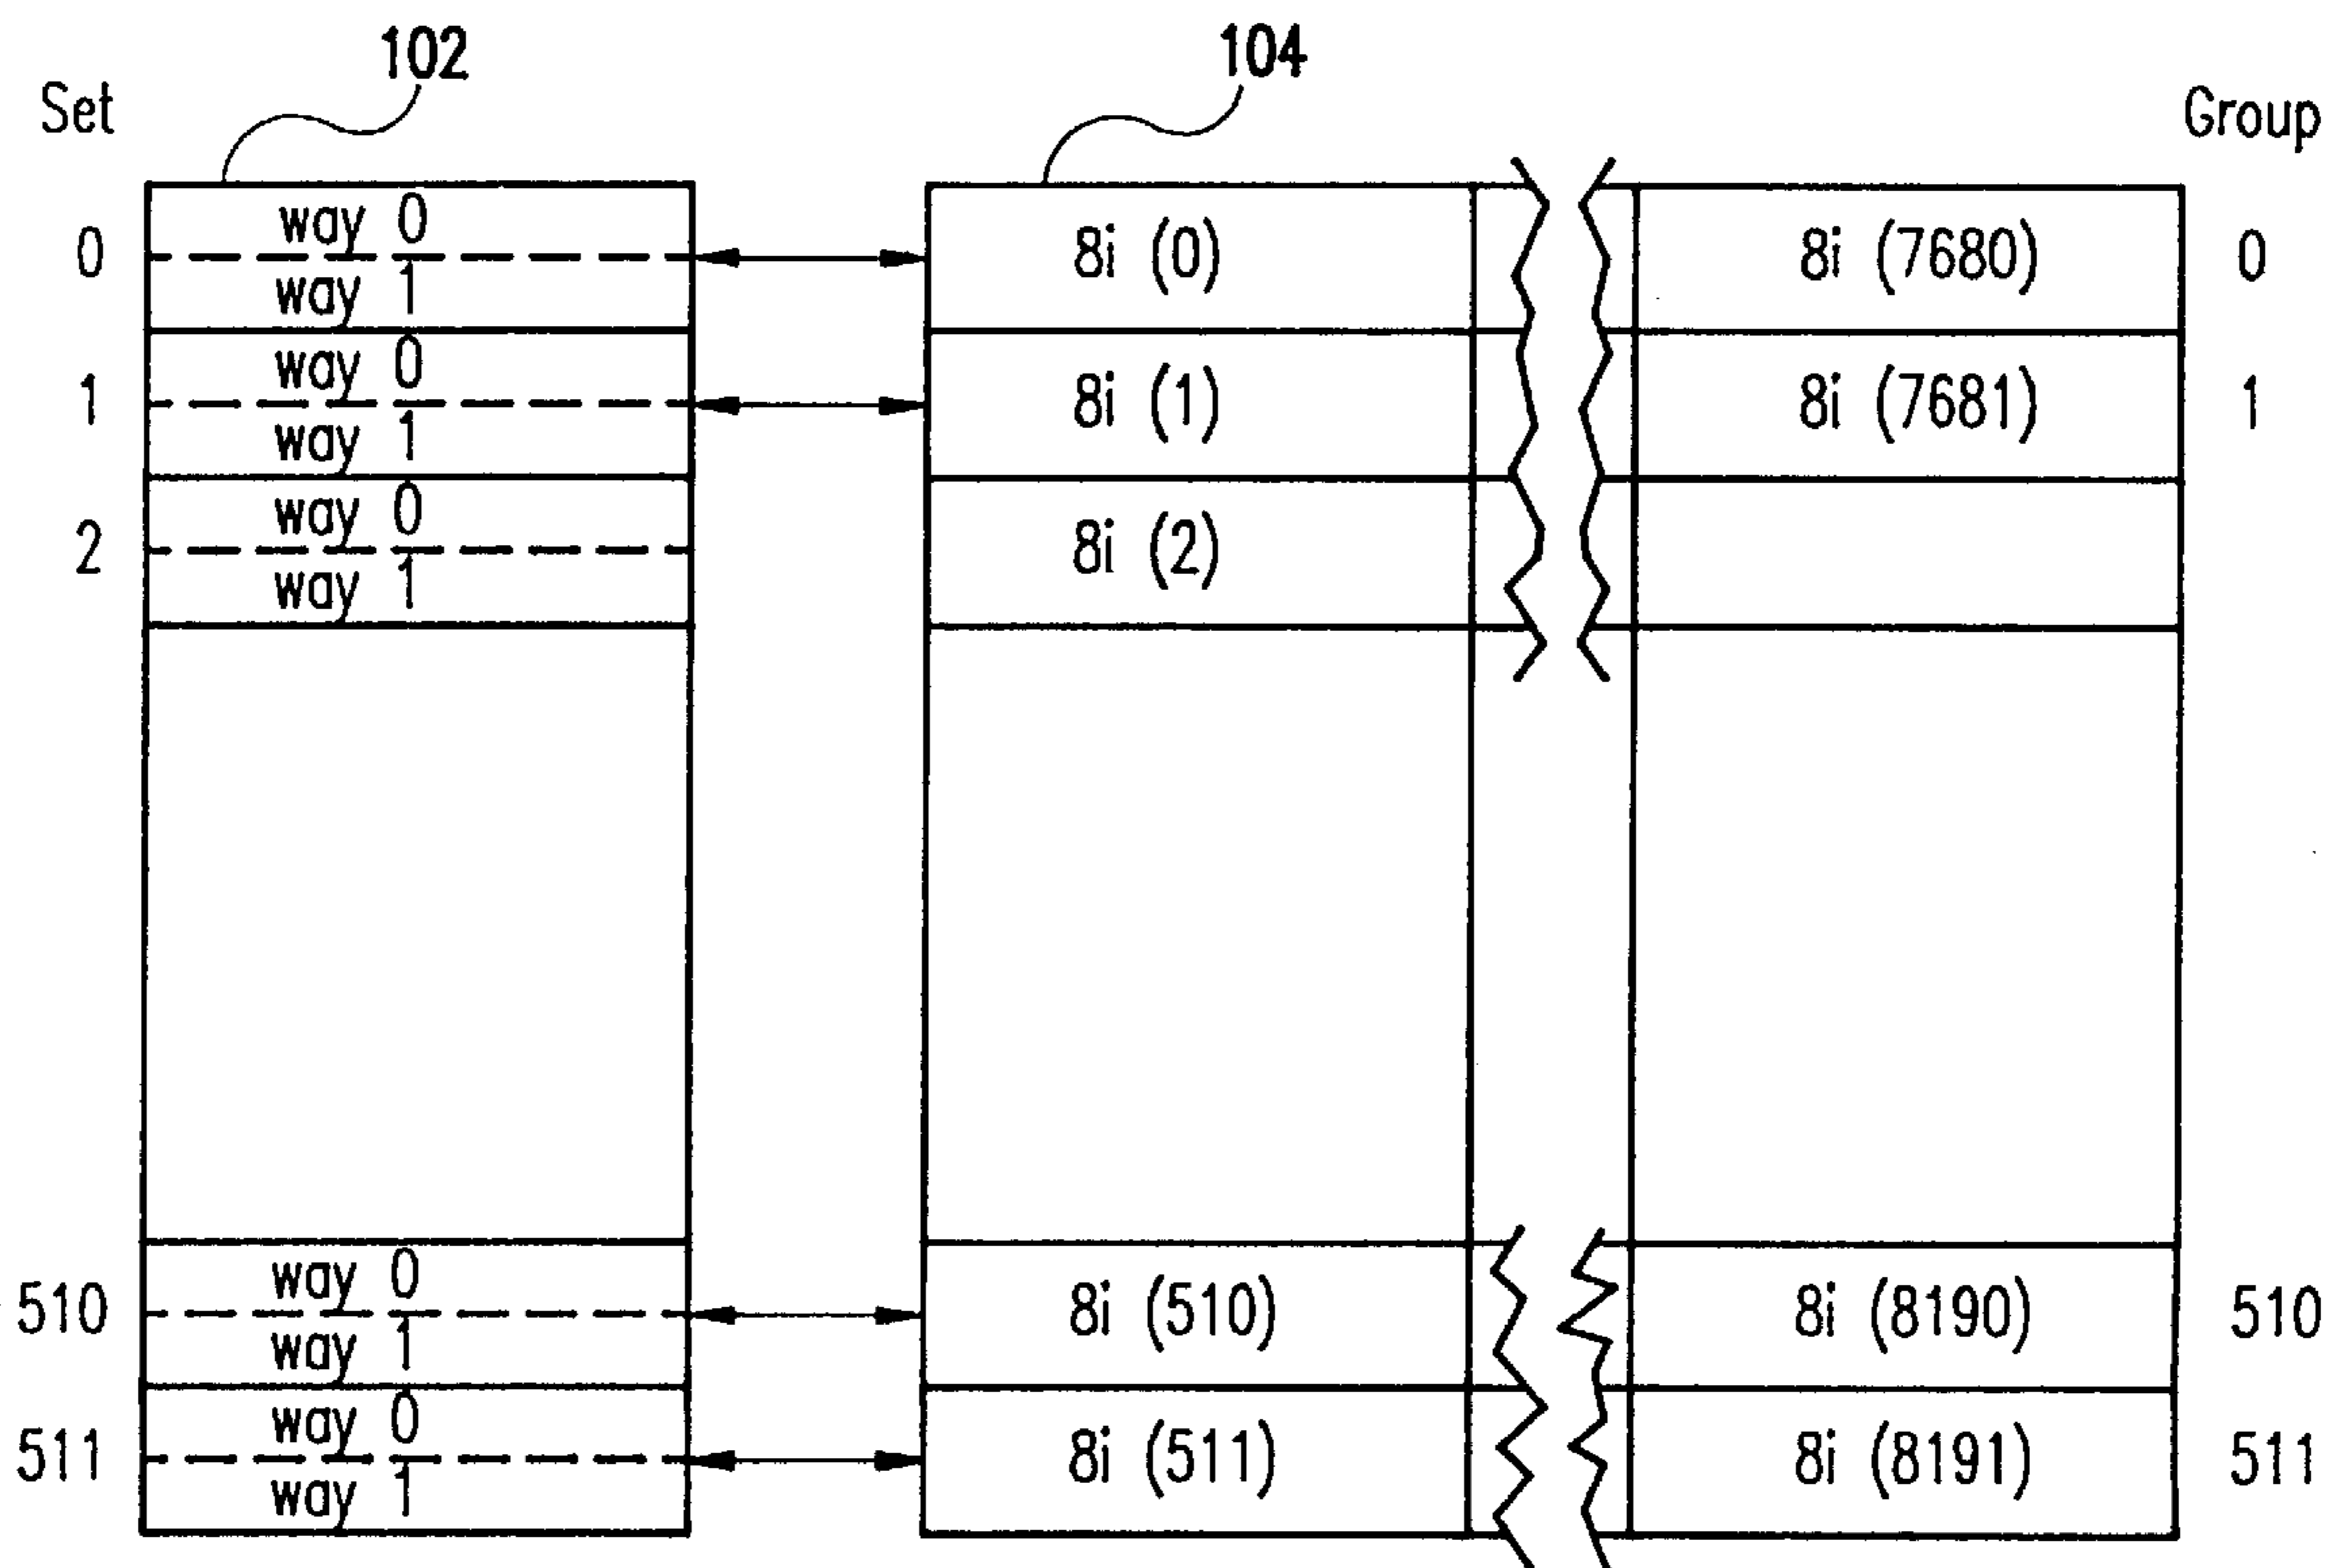 102
104
Set
Group
0
way 0
way 1
8i (0)
8i (7680)
0
1
way 0
way 1
8i (1)
8i (7681)
1
2
way 0
way 1
8i (2)
510
way 0
way 1
8i (510)
8i (8190)
510
511
way 0
way 1
8i (511)
8i (8191)
511